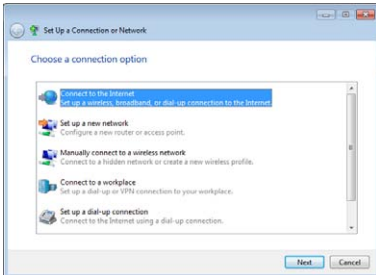 Set Up a Connection or Network
Choose a connection option
Connect to the Internet
Set up a wireless, broadband, or dial-up connection to the Internet.
Set up a new network
Configure a new router or access point.
Manually connect to a wireless network
Connect to a hidden network or create a new wireless profile.
Connect to a workplace
Set up a dial-up or VPN connection to your workplace.
Set up a dial-up connection
Connect to the Internet using a dial-up connection.
Next Cancel